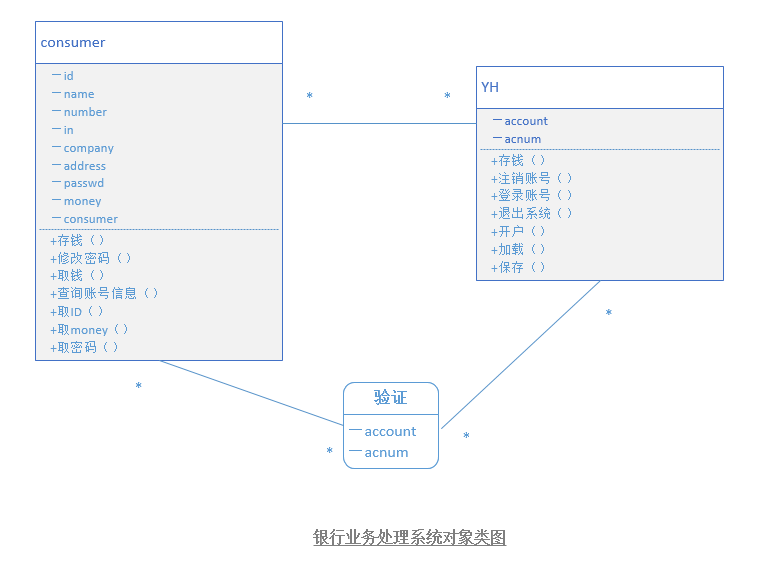 consumer
—id
—name
—number
—in
—company
—address
—passwd
—money
—consumer
+存钱（）
+修改密码（）
+取钱（）
+查询账号信息（）
+取ID（）
+取money（）
+取密码（）
*
*
YH
—account
—acnum
+存钱（）
+注销账号（）
+登录账号（）
+退出系统（）
+开户（）
+加载（）
+保存（）
*
*
验证
—account
—acnum
*
*
银行业务处理系统对象类图